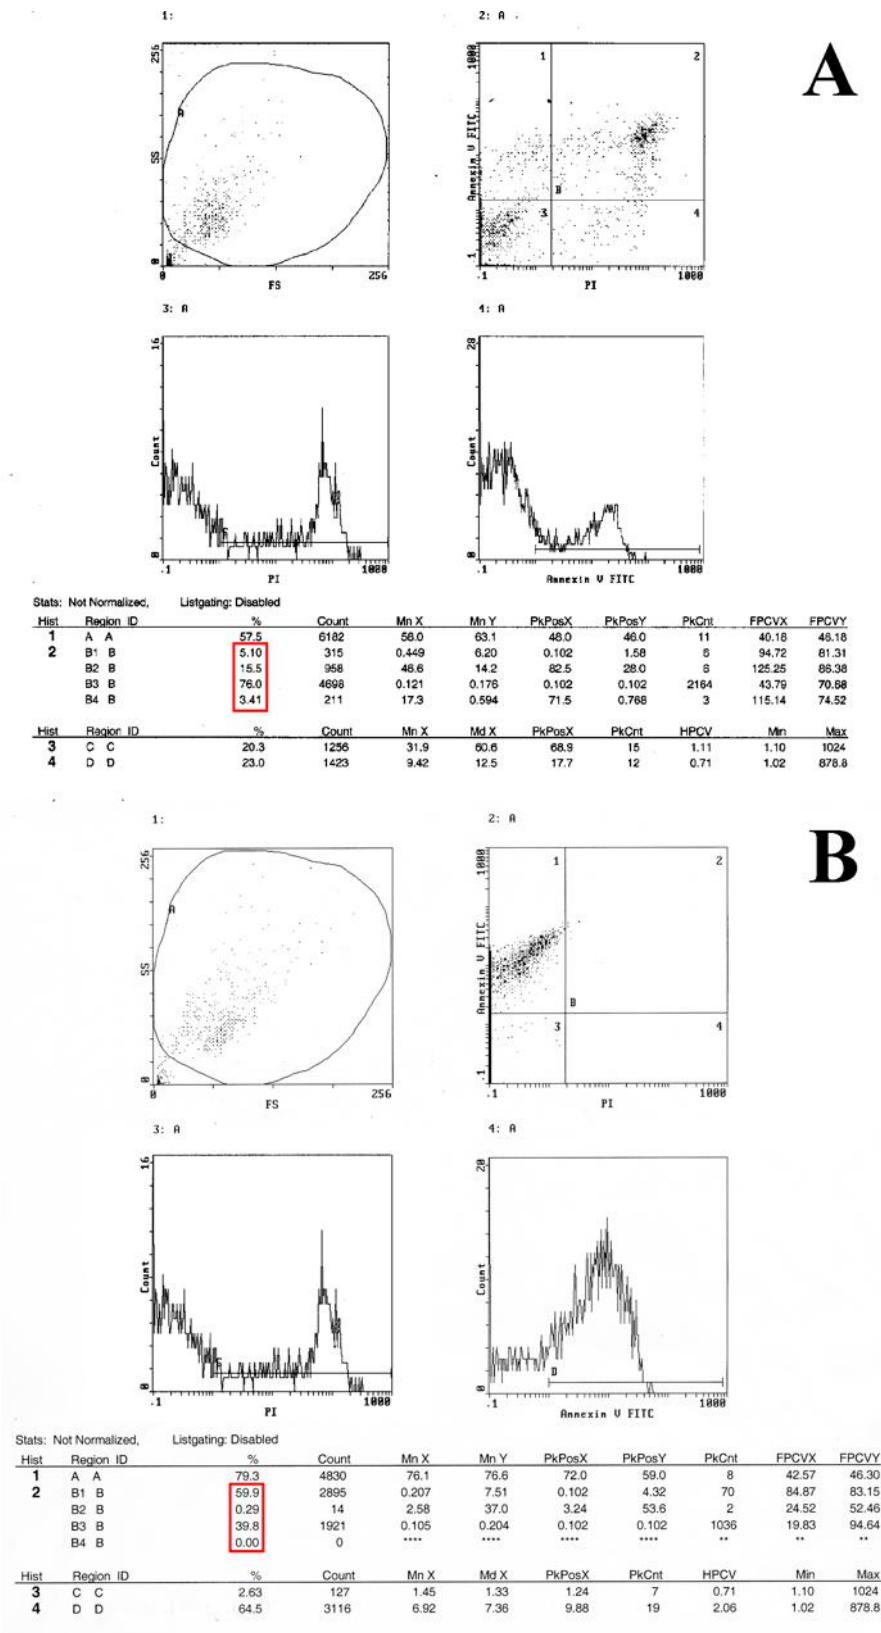 1:
2: A
A
256
SS
0
A
0
256
FS
1000
Annexin V FITC
.1
1
2
B
3
4
.1
1000
PI
3: A
4: A
16
Count
0
C
.1
1000
PI
28
Count
0
.1
1000
Annexin V FITC
Stats: Not Normalized, Listgating: Disabled
Hist Region ID % Count Mn X Mn Y PkPosX PkPosY PkCnt FPCVX FPCVY
1 A A 57.5 6182 58.0 63.1 48.0 46.0 11 40.18 46.18
2 B1 B 5.10 315 0.449 6.20 0.102 1.58 6 94.72 81.31
B2 B 15.5 958 46.6 14.2 82.5 28.0 6 125.25 86.38
B3 B 76.0 4698 0.121 0.176 0.102 0.102 2164 43.79 70.68
B4 B 3.41 211 17.3 0.594 71.5 0.768 3 115.14 74.52
Hist Region ID % Count Mn X Md X PkPosX PkCnt HPCV Min Max
3 C C 20.3 1256 31.9 60.6 68.9 15 1.11 1.10 1024
4 D D 23.0 1423 9.42 12.5 17.7 12 0.71 1.02 878.8
1:
2: A
B
256
SS
0
A
0
256
FS
1000
Annexin V FITC
.1
1
2
B
3
4
.1
1000
PI
3: A
4: A
16
Count
0
C
.1
1000
PI
20
Count
0
D
.1
1000
Annexin V FITC
Stats: Not Normalized, Listgating: Disabled
Hist Region ID % Count Mn X Mn Y PkPosX PkPosY PkCnt FPCVX FPCVY
1 A A 79.3 4830 76.1 76.6 72.0 59.0 8 42.57 46.30
2 B1 B 59.9 2895 0.207 7.51 0.102 4.32 70 84.87 83.15
B2 B 0.29 14 2.58 37.0 3.24 53.6 2 24.52 52.46
B3 B 39.8 1921 0.105 0.204 0.102 0.102 1036 19.83 94.64
B4 B 0.00 0 **** **** **** **** ** ** **
Hist Region ID % Count Mn X Md X PkPosX PkCnt HPCV Min Max
3 C C 2.63 127 1.45 1.33 1.24 7 0.71 1.10 1024
4 D D 64.5 3116 6.92 7.36 9.88 19 2.06 1.02 878.8